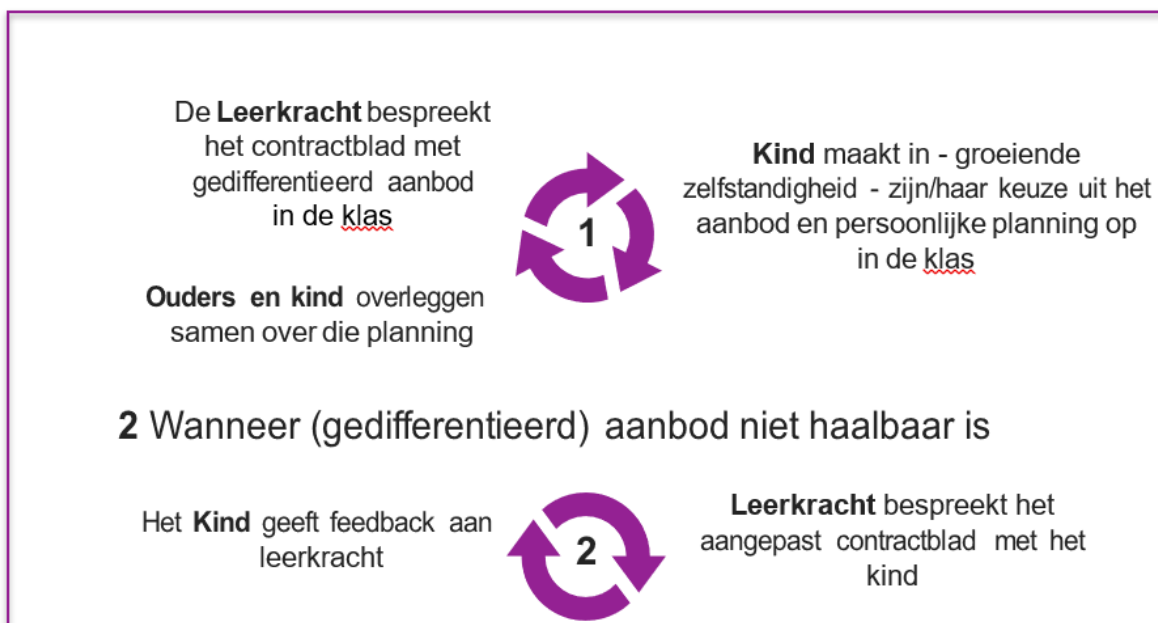 De Leerkracht bespreekt
het contractblad met
gedifferentieerd aanbod
in de klas
1
Kind maakt in - groeiende
zelfstandigheid - zijn/haar keuze uit het
aanbod en persoonlijke planning op
in de klas
Ouders en kind overleggen
samen over die planning
2 Wanneer (gedifferentieerd) aanbod niet haalbaar is
Het Kind geeft feedback aan
leerkracht
2
Leerkracht bespreekt het
aangepast contractblad met het
kind